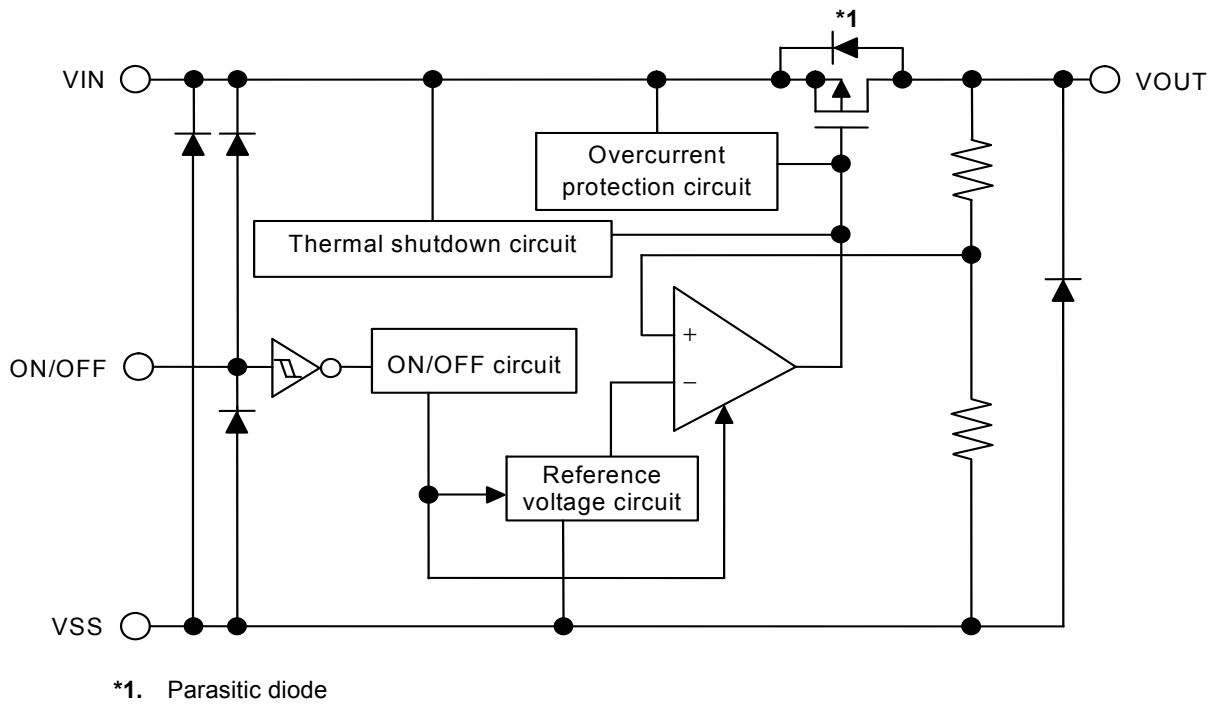 *1
VIN
VOUT
Overcurrent
protection circuit
Thermal shutdown circuit
+
ON/OFF
ON/OFF circuit
−
Reference
voltage circuit
VSS
*1. Parasitic diode